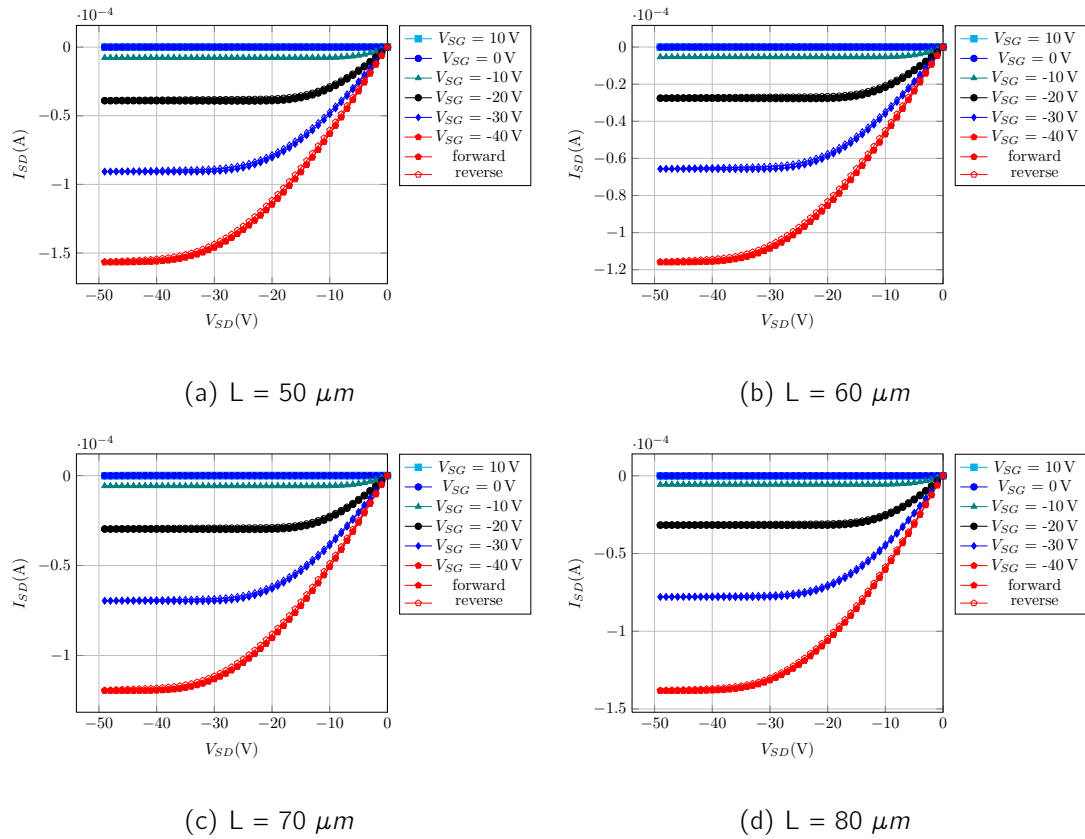 ·10⁻⁴
0
−0.5
−1
−1.5
I_SD(A)
−50 −40 −30 −20 −10 0
V_SD(V)
V_SG = 10 V
V_SG = 0 V
V_SG = -10 V
V_SG = -20 V
V_SG = -30 V
V_SG = -40 V
forward
reverse
(a) L = 50 μm
·10⁻⁴
0
−0.2
−0.4
−0.6
−0.8
−1
−1.2
I_SD(A)
−50 −40 −30 −20 −10 0
V_SD(V)
V_SG = 10 V
V_SG = 0 V
V_SG = -10 V
V_SG = -20 V
V_SG = -30 V
V_SG = -40 V
forward
reverse
(b) L = 60 μm
·10⁻⁴
0
−0.5
−1
I_SD(A)
−50 −40 −30 −20 −10 0
V_SD(V)
V_SG = 10 V
V_SG = 0 V
V_SG = -10 V
V_SG = -20 V
V_SG = -30 V
V_SG = -40 V
forward
reverse
(c) L = 70 μm
·10⁻⁴
0
−0.5
−1
−1.5
I_SD(A)
−50 −40 −30 −20 −10 0
V_SD(V)
V_SG = 10 V
V_SG = 0 V
V_SG = -10 V
V_SG = -20 V
V_SG = -30 V
V_SG = -40 V
forward
reverse
(d) L = 80 μm